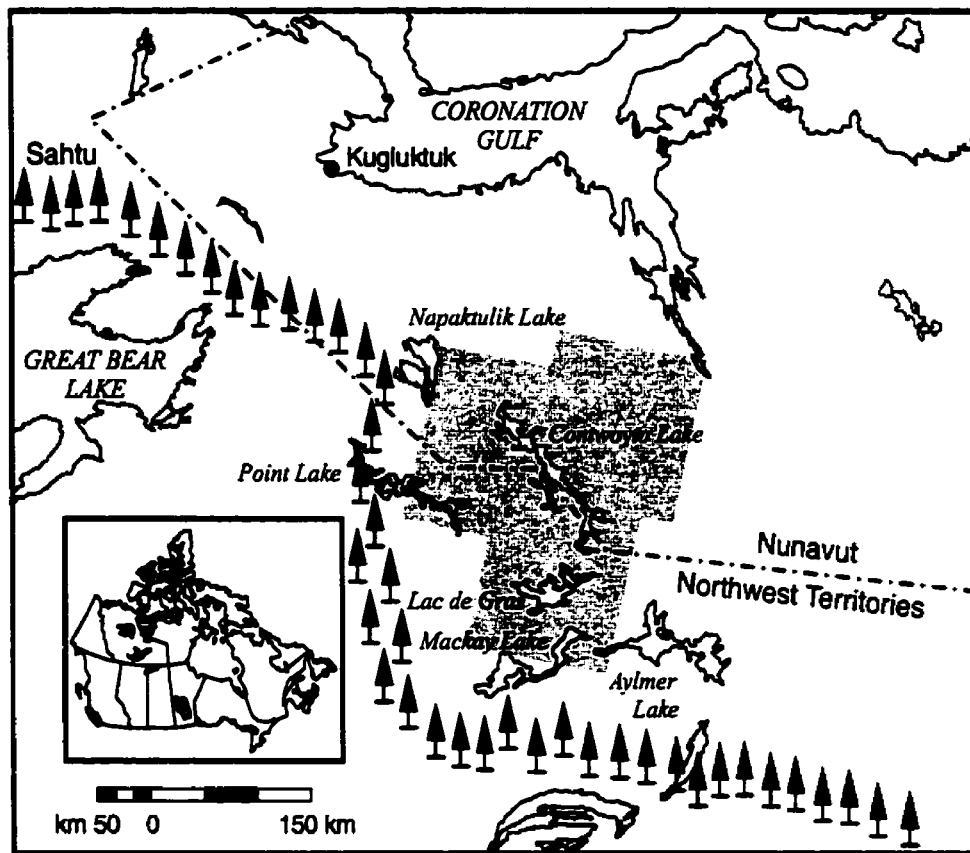 CORONATION
GULF
Kugluktuk
Sahtu
Napaktulik Lake
GREAT BEAR
LAKE
Contwoyto Lake
Point Lake
Nunavut
Northwest Territories
Lac de Gras
Mackay Lake
Aylmer
Lake
km 50 0 150 km